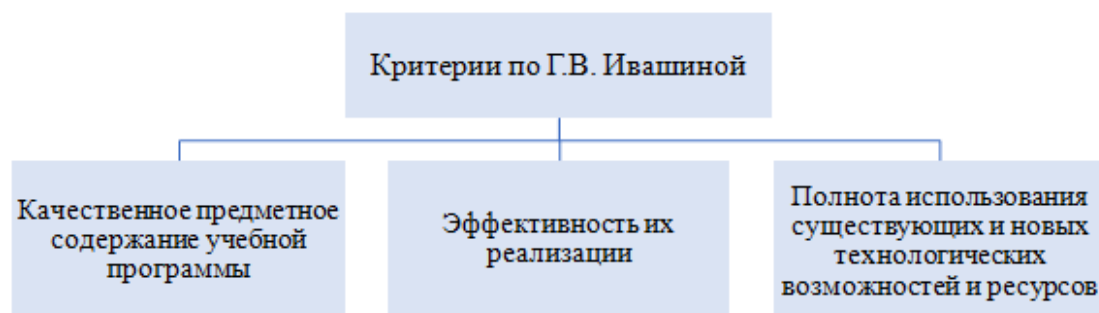 Критерии по Г.В. Ивашиной
Качественное предметное
содержание учебной
программы
Эффективность их
реализации
Полнота использования
существующих и новых
технологических
возможностей и ресурсов